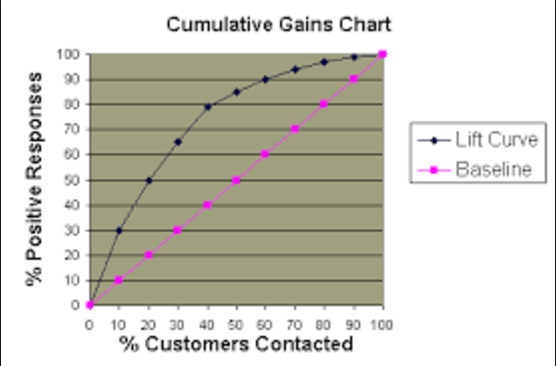 Cumulative Gains Chart
% Positive Responses
100
90
80
70
60
50
40
30
20
10
0
0 10 20 30 40 50 60 70 80 90 100
% Customers Contacted
Lift Curve
Baseline